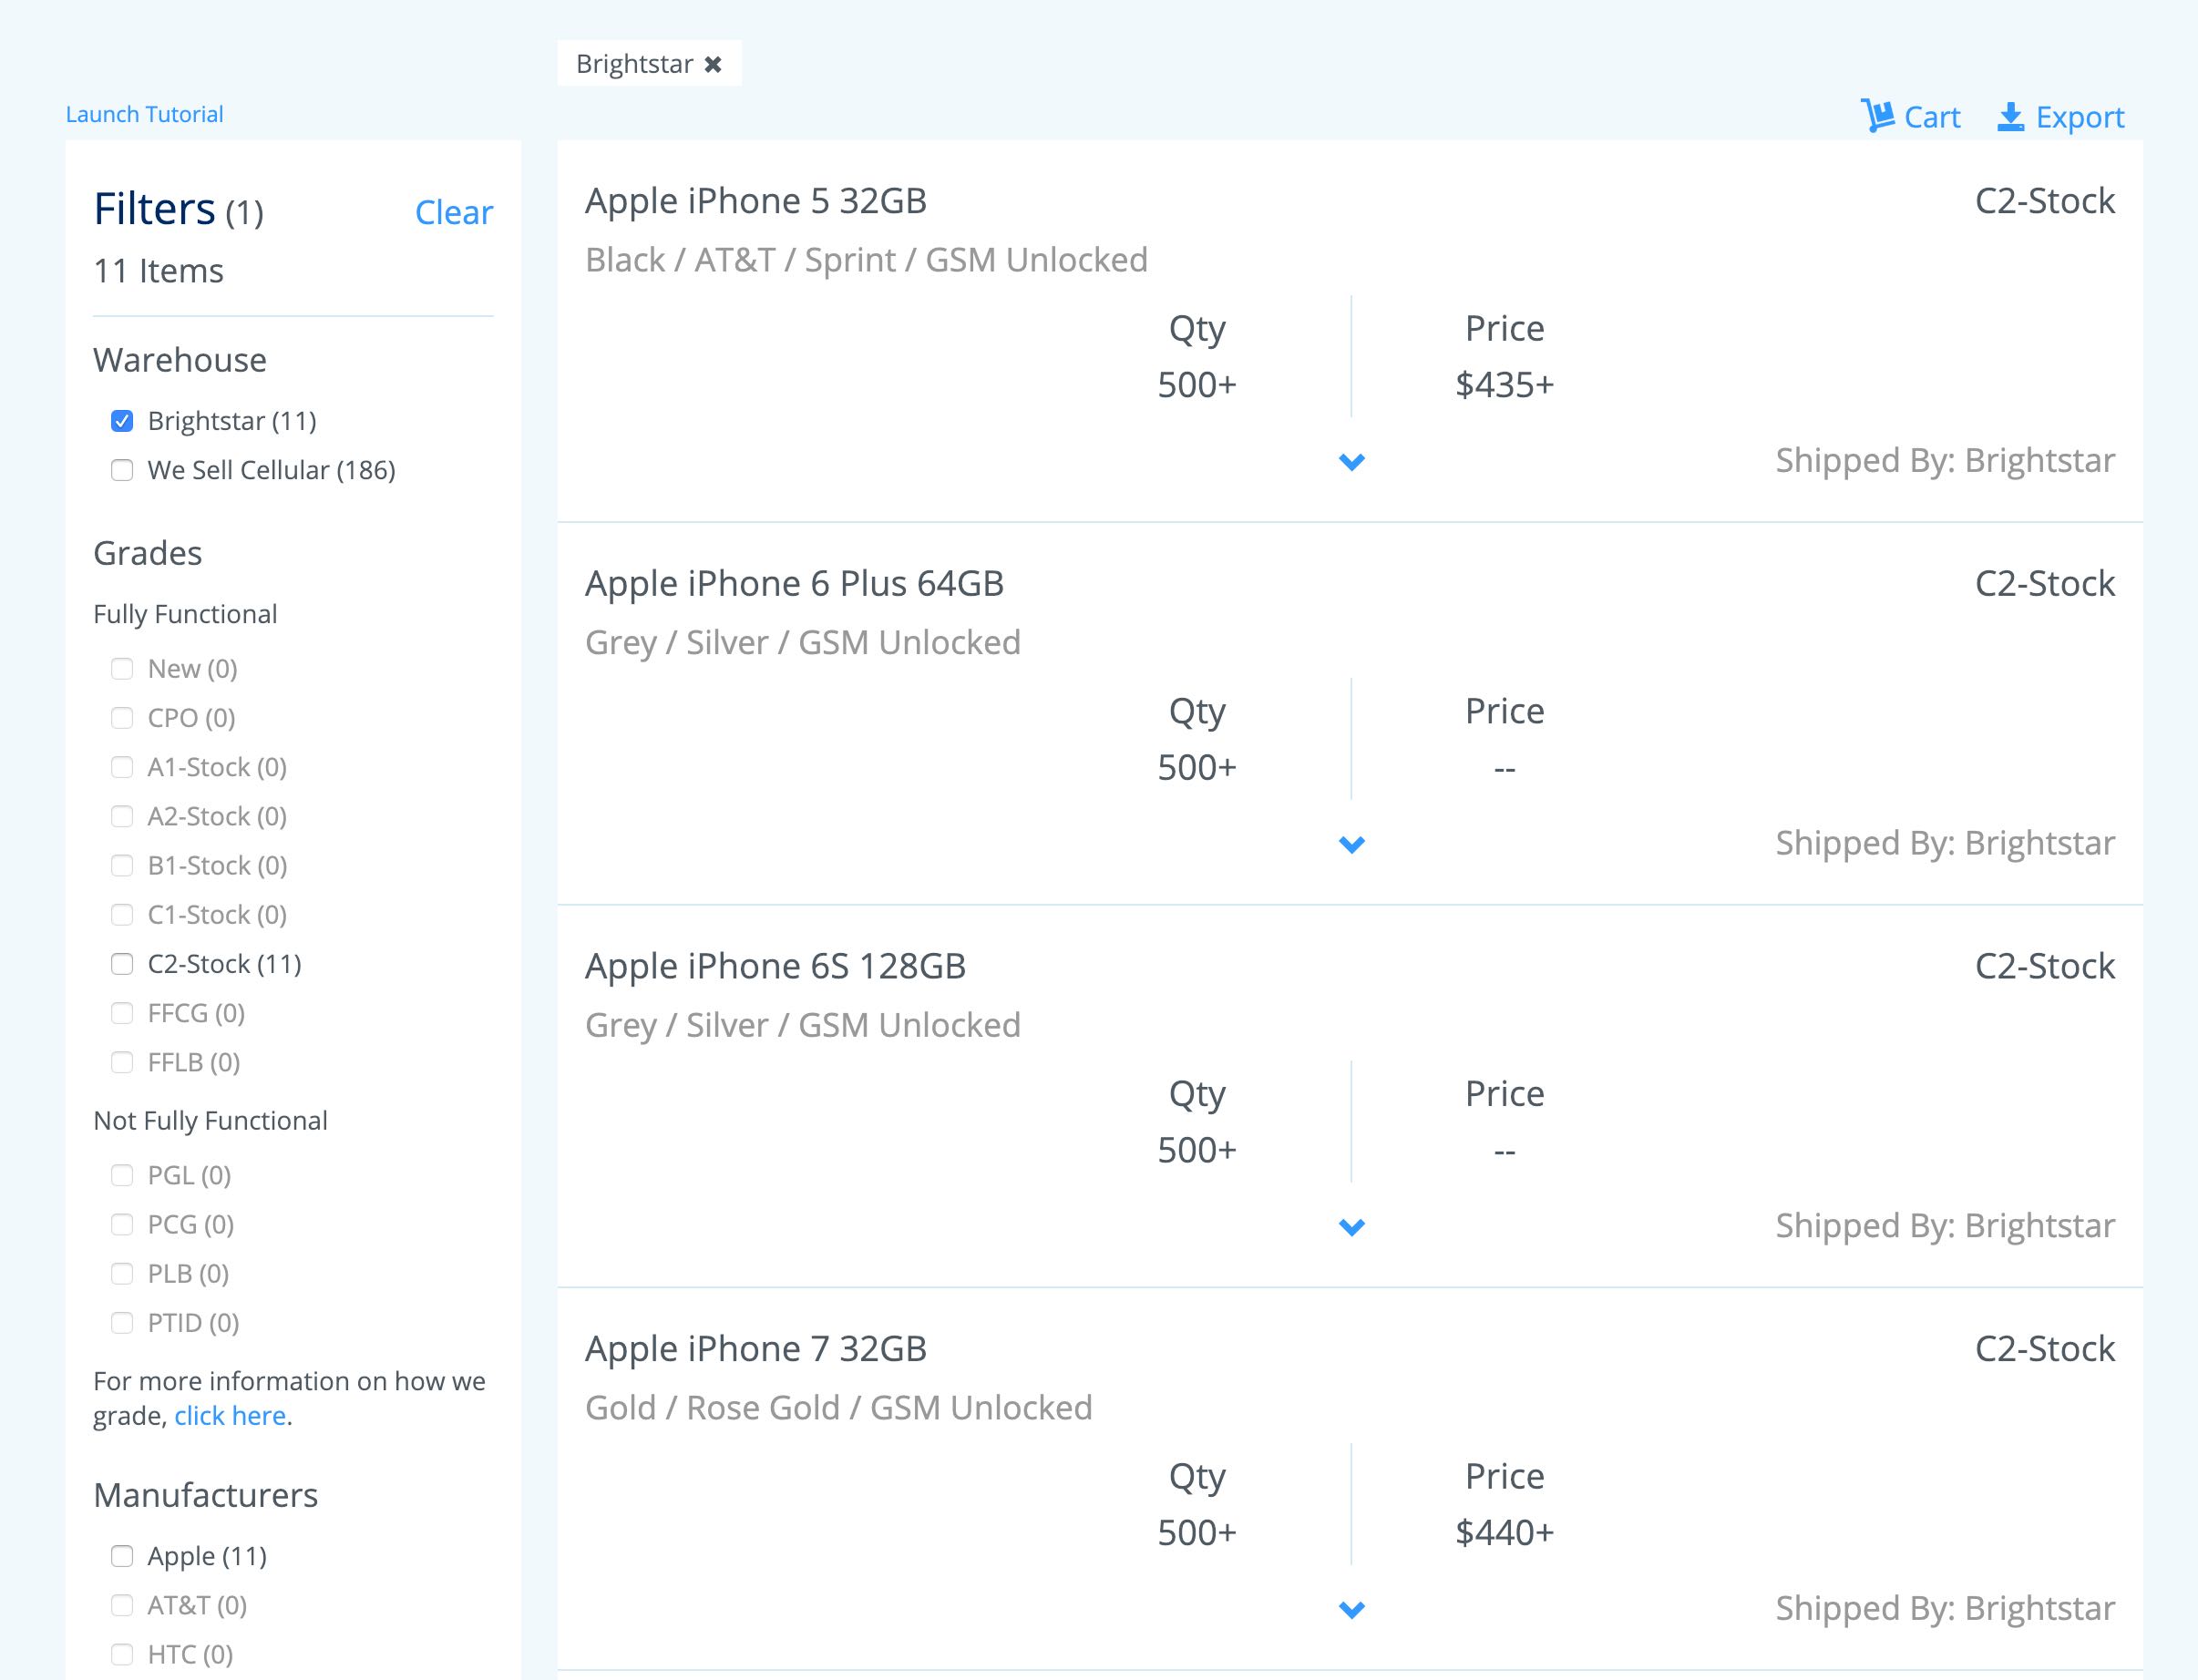 Brightstar ✖
Launch Tutorial
Cart
Export
Filters (1)
Clear
11 Items
Warehouse
Brightstar (11)
We Sell Cellular (186)
Grades
Fully Functional
New (0)
CPO (0)
A1-Stock (0)
A2-Stock (0)
B1-Stock (0)
C1-Stock (0)
C2-Stock (11)
FFCG (0)
FFLB (0)
Not Fully Functional
PGL (0)
PCG (0)
PLB (0)
PTID (0)
For more information on how we
grade, click here.
Manufacturers
Apple (11)
AT&T (0)
HTC (0)
Apple iPhone 5 32GB
C2-Stock
Black / AT&T / Sprint / GSM Unlocked
Qty
Price
500+
$435+
Shipped By: Brightstar
Apple iPhone 6 Plus 64GB
C2-Stock
Grey / Silver / GSM Unlocked
Qty
Price
500+
--
Shipped By: Brightstar
Apple iPhone 6S 128GB
C2-Stock
Grey / Silver / GSM Unlocked
Qty
Price
500+
--
Shipped By: Brightstar
Apple iPhone 7 32GB
C2-Stock
Gold / Rose Gold / GSM Unlocked
Qty
Price
500+
$440+
Shipped By: Brightstar